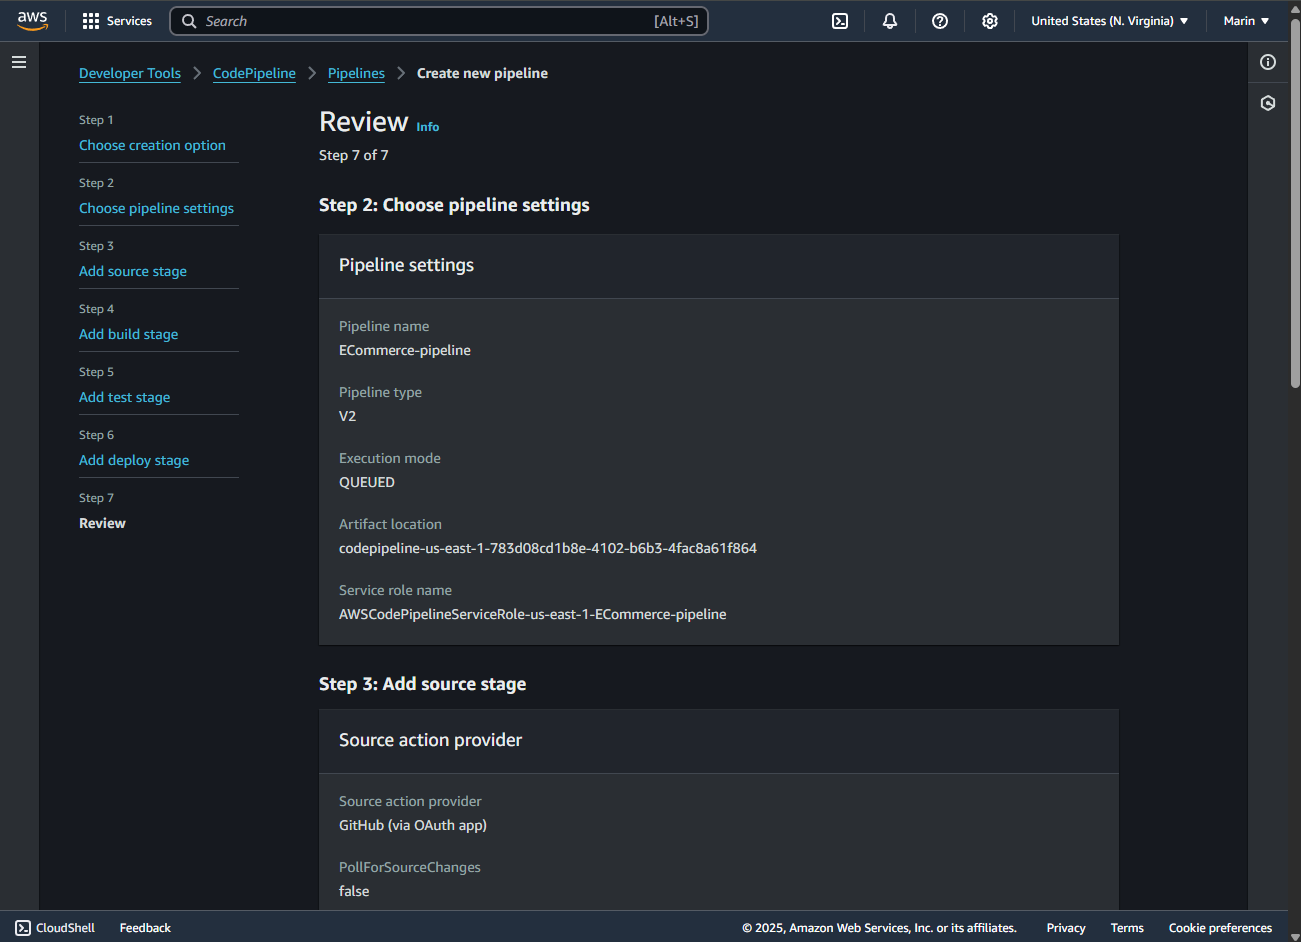 aws
Services
Search
[Alt+S]
United States (N. Virginia)
Marin
Developer Tools
CodePipeline
Pipelines
Create new pipeline
Step 1
Choose creation option
Step 2
Choose pipeline settings
Step 3
Add source stage
Step 4
Add build stage
Step 5
Add test stage
Step 6
Add deploy stage
Step 7
Review
Review Info
Step 7 of 7
Step 2: Choose pipeline settings
Pipeline settings
Pipeline name
ECommerce-pipeline
Pipeline type
V2
Execution mode
QUEUED
Artifact location
codepipeline-us-east-1-783d08cd1b8e-4102-b6b3-4fac8a61f864
Service role name
AWSCodePipelineServiceRole-us-east-1-ECommerce-pipeline
Step 3: Add source stage
Source action provider
Source action provider
GitHub (via OAuth app)
PollForSourceChanges
false
CloudShell
Feedback
© 2025, Amazon Web Services, Inc. or its affiliates.
Privacy
Terms
Cookie preferences